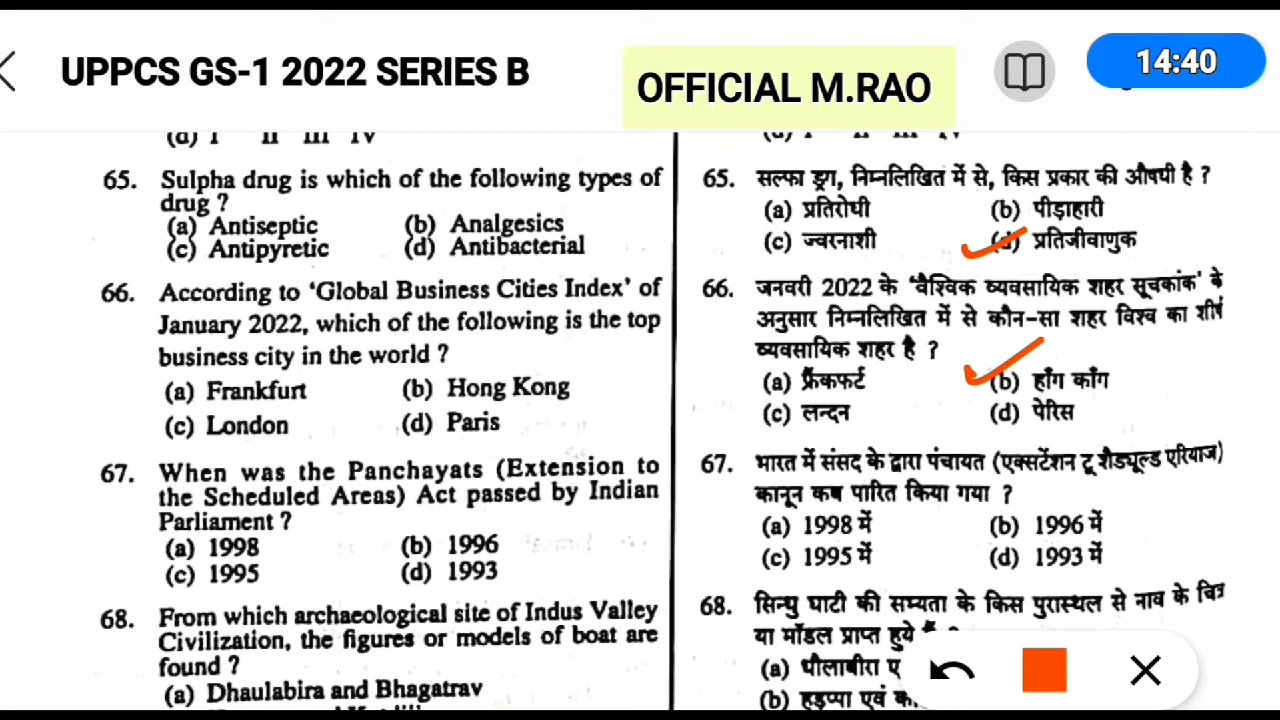 UPPCS GS-1 2022 SERIES B
OFFICIAL M.RAO
14:40
(d) I II III IV
65. Sulpha drug is which of the following types of
drug ?
(a) Antiseptic (b) Analgesics
(c) Antipyretic (d) Antibacterial
66. According to ‘Global Business Cities Index’ of
January 2022, which of the following is the top
business city in the world ?
(a) Frankfurt (b) Hong Kong
(c) London (d) Paris
67. When was the Panchayats (Extension to
the Scheduled Areas) Act passed by Indian
Parliament ?
(a) 1998 (b) 1996
(c) 1995 (d) 1993
68. From which archaeological site of Indus Valley
Civilization, the figures or models of boat are
found ?
(a) Dhaulabira and Bhagatrav
65. सल्फा ड्रग, निम्नलिखित में से, किस प्रकार की औषधी है ?
(a) प्रतिरोधी (b) पीड़ाहारी
(c) ज्वरनाशी (d) प्रतिजीवाणुक
66. जनवरी 2022 के ‘वैश्विक व्यवसायिक शहर सूचकांक’ के
अनुसार निम्नलिखित में से कौन-सा शहर विश्व का शीर्ष
व्यवसायिक शहर है ?
(a) फ्रैंकफर्ट (b) हाँग काँग
(c) लन्दन (d) पेरिस
67. भारत में संसद के द्वारा पंचायत (एक्सटेंशन टू शैड्यूल्ड एरियाज)
कानून कब पारित किया गया ?
(a) 1998 में (b) 1996 में
(c) 1995 में (d) 1993 में
68. सिन्धु घाटी की सभ्यता के किस पुरास्थल से नाव के चित्र
या मॉडल प्राप्त हुये
(a) धौलाबीरा ए
(b) हड़प्पा एवं